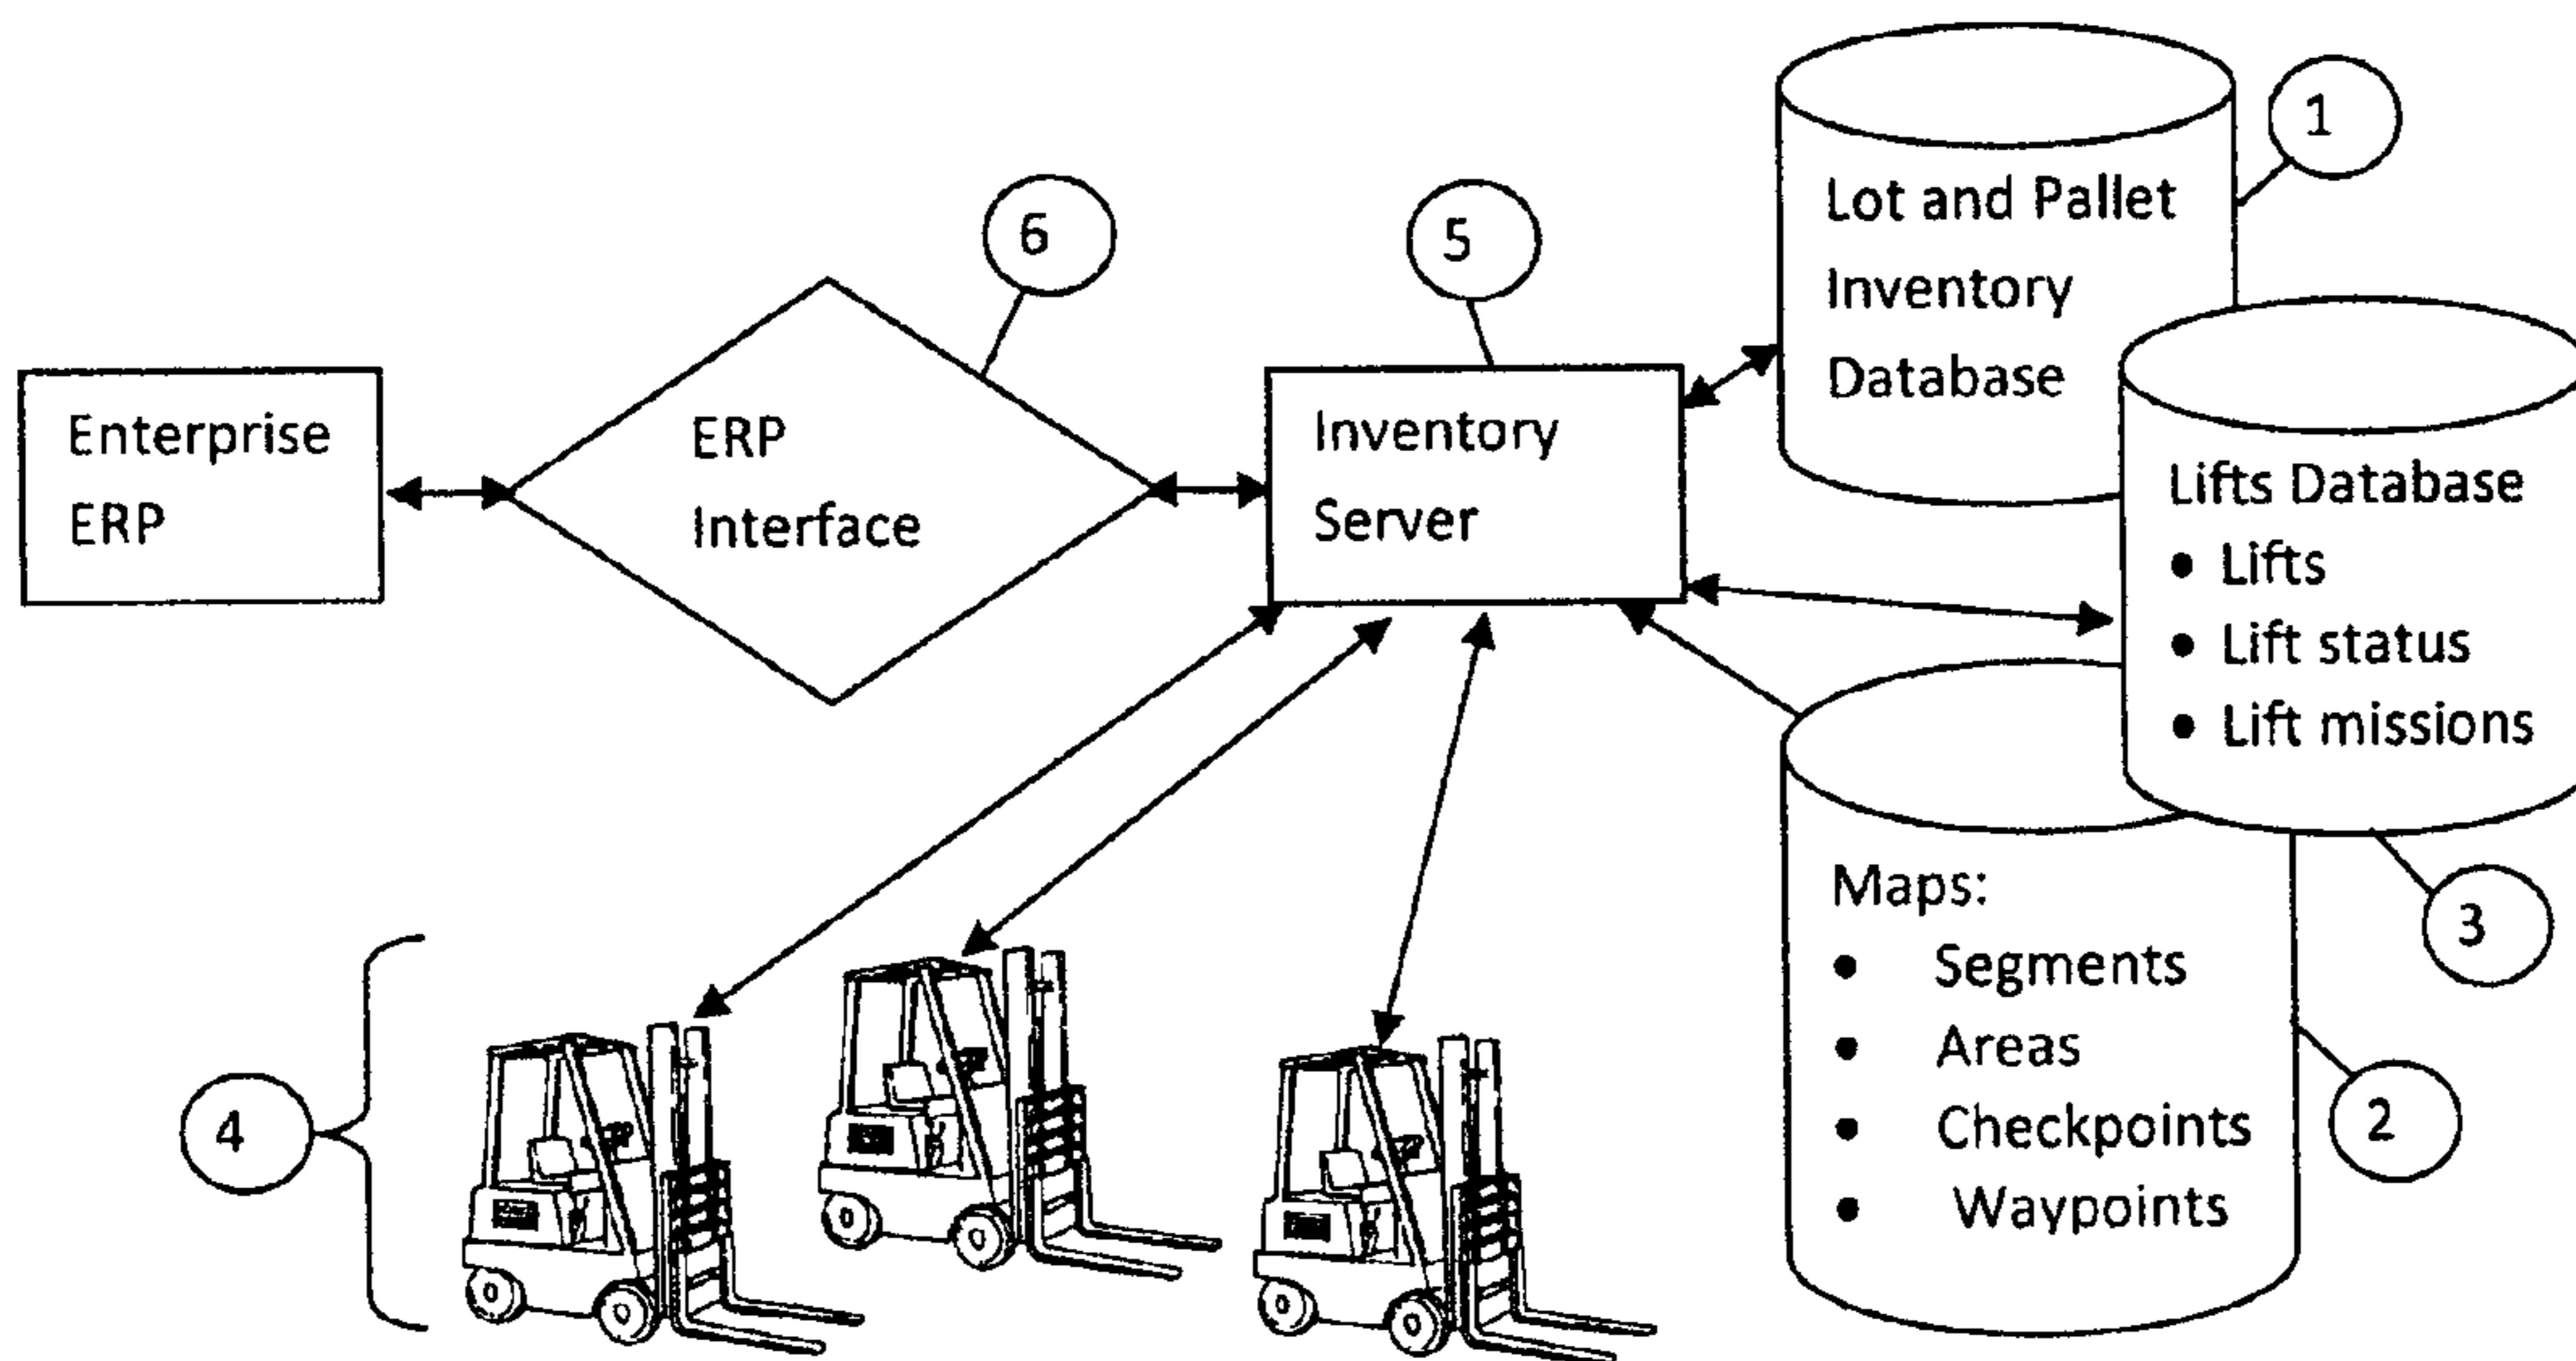 1
Lot and Pallet
Inventory
Database
6
5
Enterprise
ERP
ERP
Interface
Inventory
Server
Lifts Database
• Lifts
• Lift status
• Lift missions
3
Maps:
• Segments
• Areas
• Checkpoints
• Waypoints
2
4